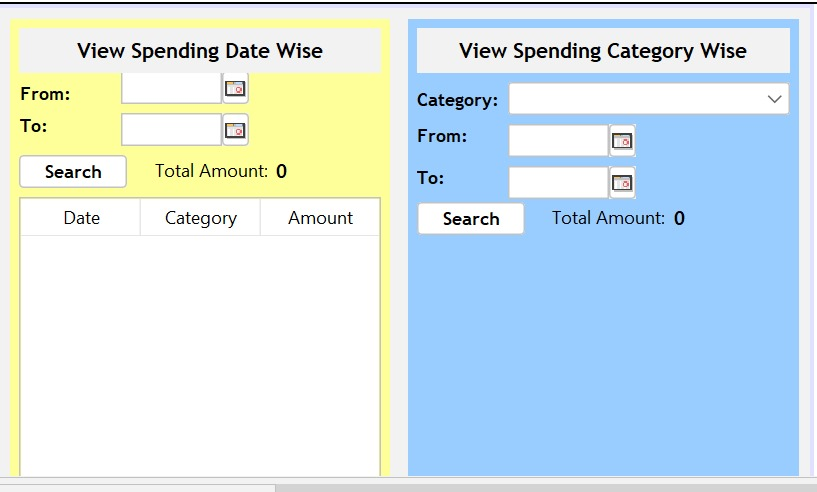 View Spending Date Wise
From:
To:
Search Total Amount: 0
Date Category Amount
View Spending Category Wise
Category:
From:
To:
Search Total Amount: 0